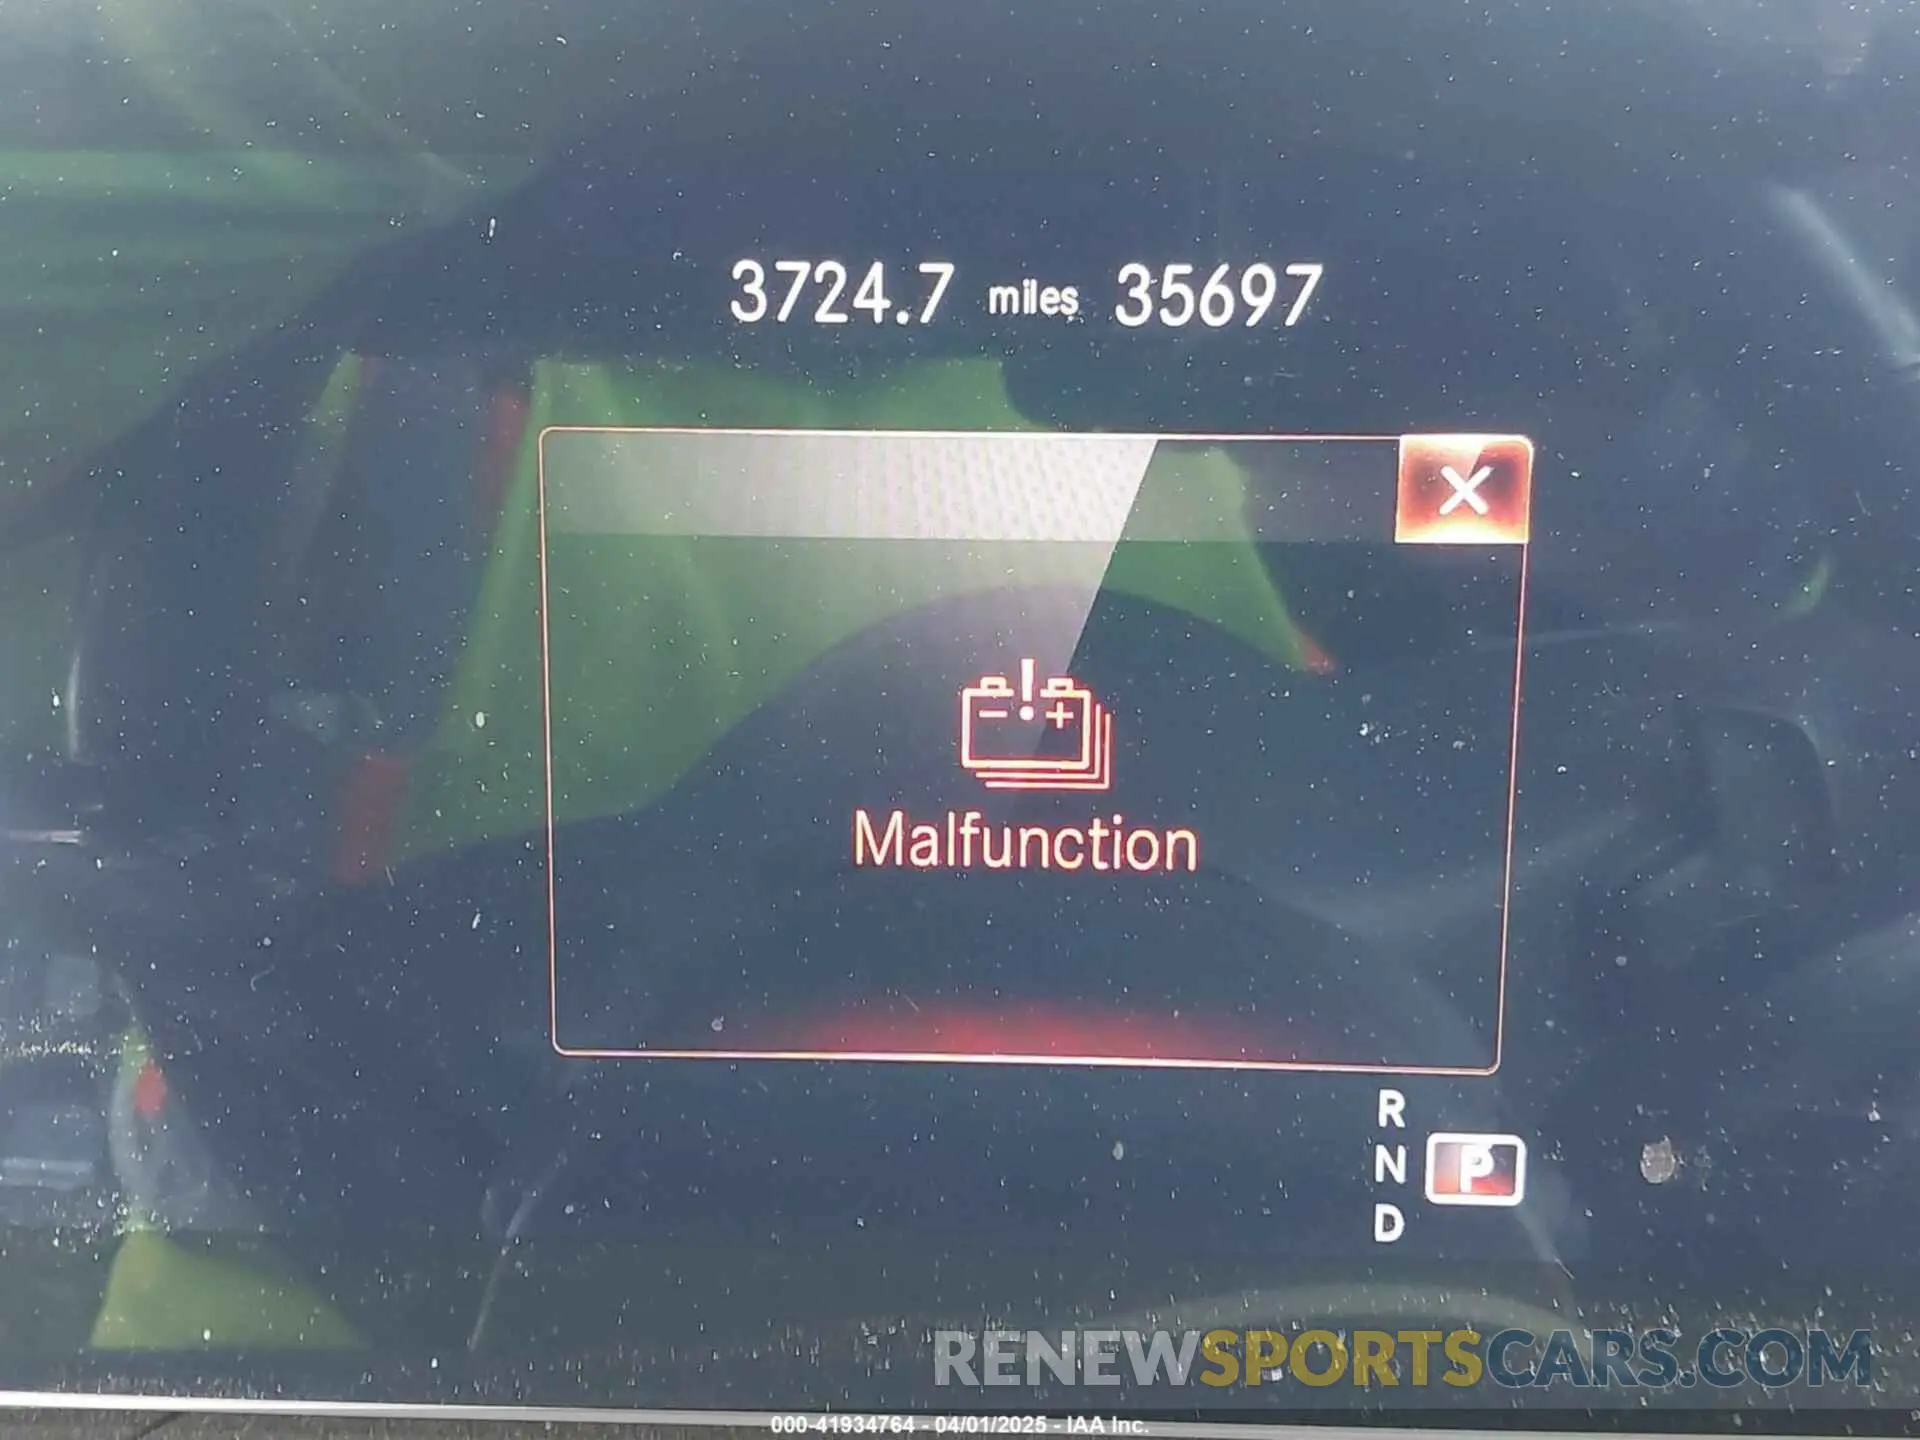 3724.7 miles 35697
Malfunction
R
N P
D
RENEWSPORTSCARS.COM
000-41934764 - 04/01/2025 - IAA Inc.